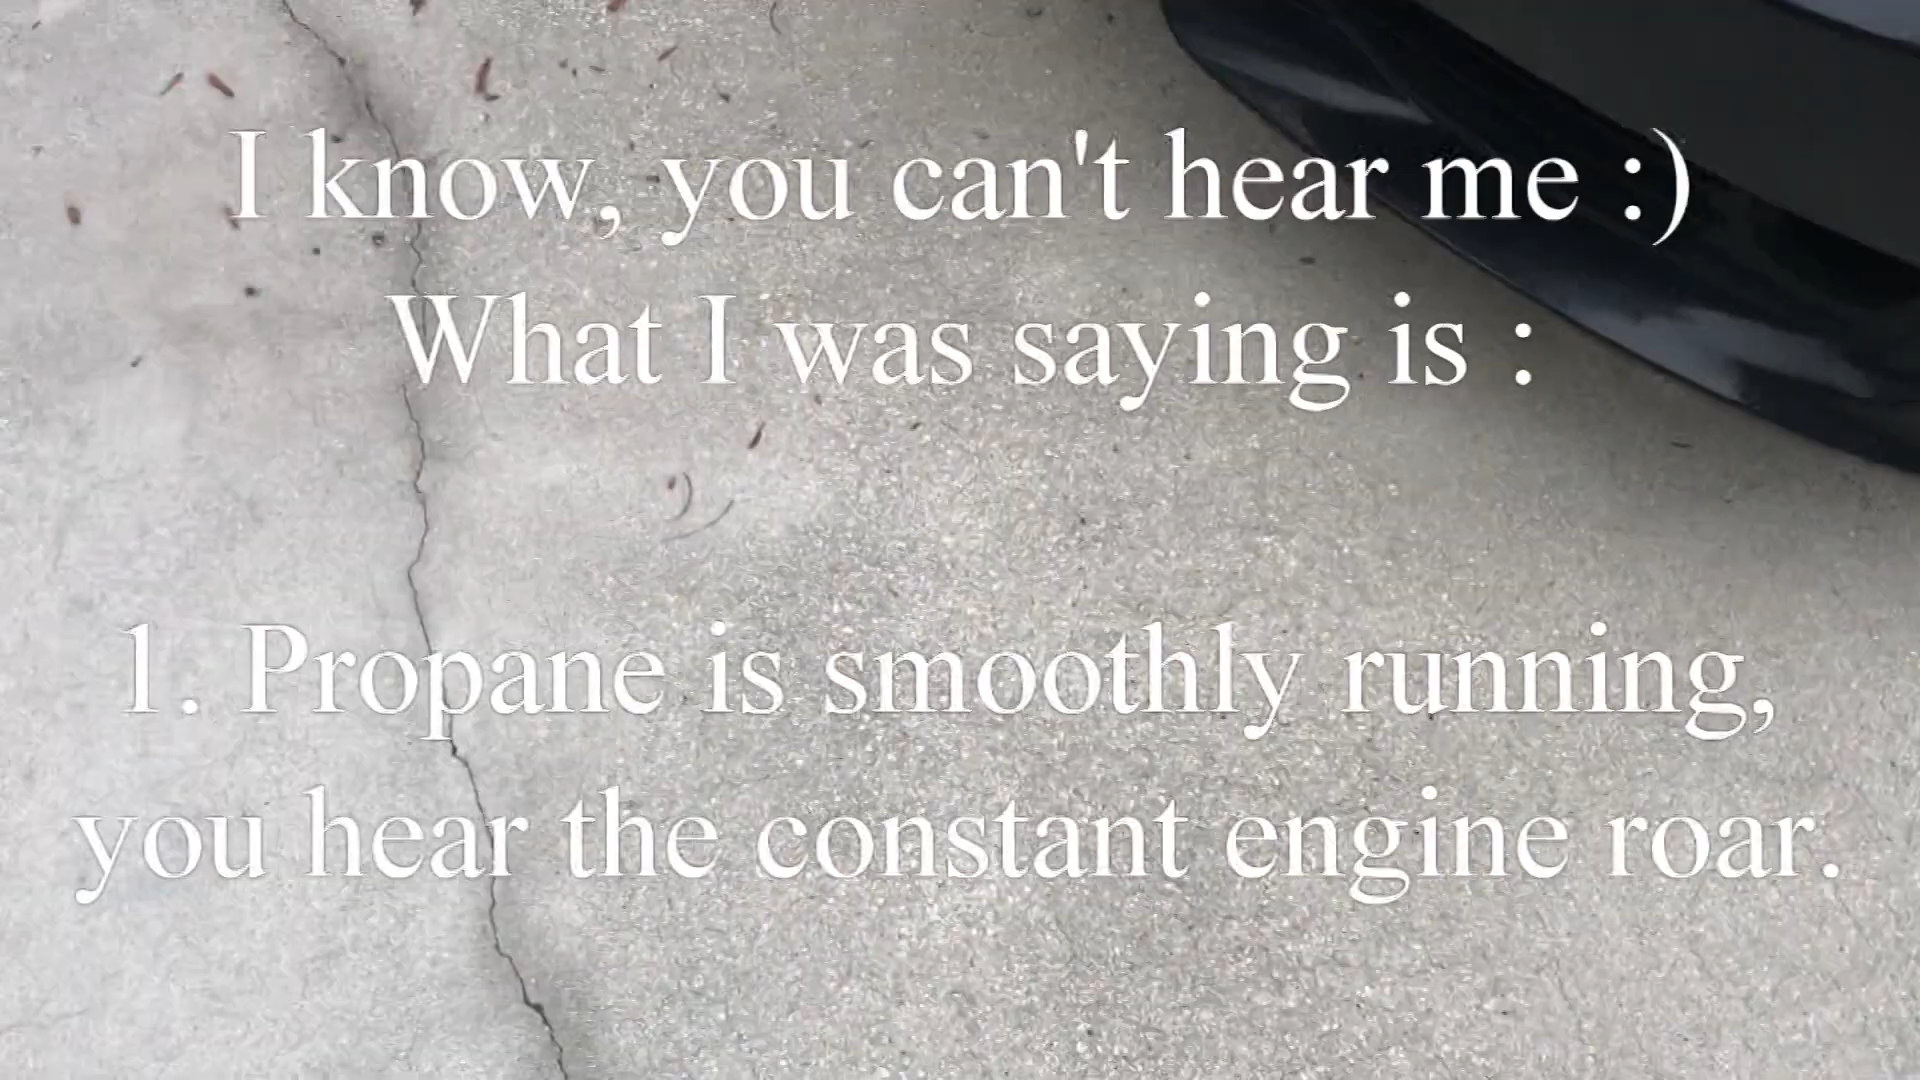 I know, you can't hear me :)
What I was saying is :
1. Propane is smoothly running,
you hear the constant engine roar.